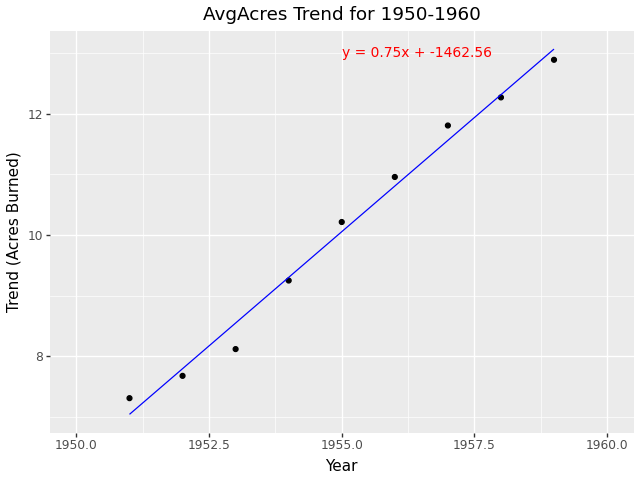 AvgAcres Trend for 1950-1960
y = 0.75x + -1462.56
12
10
8
Trend (Acres Burned)
1950.0 1952.5 1955.0 1957.5 1960.0
Year